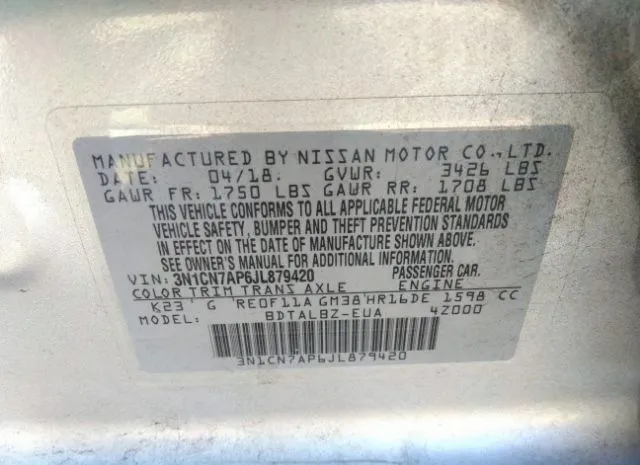 MANUFACTURED BY NISSAN MOTOR CO., LTD.
DATE: 04/18 GVWR: 3426 LBS
GAWR FR: 1750 LBS GAWR RR: 1708 LBS
THIS VEHICLE CONFORMS TO ALL APPLICABLE FEDERAL MOTOR
VEHICLE SAFETY, BUMPER AND THEFT PREVENTION STANDARDS
IN EFFECT ON THE DATE OF MANUFACTURE SHOWN ABOVE.
SEE OWNER'S MANUAL FOR ADDITIONAL INFORMATION.
VIN: 3N1CN7AP6JL879420 PASSENGER CAR
COLOR TRIM TRANS AXLE ENGINE
K23 G RE0F11A GM38 HR16DE 1598 CC
MODEL: BDTALBZ-EUA 4Z000
3N1CN7AP6JL879420